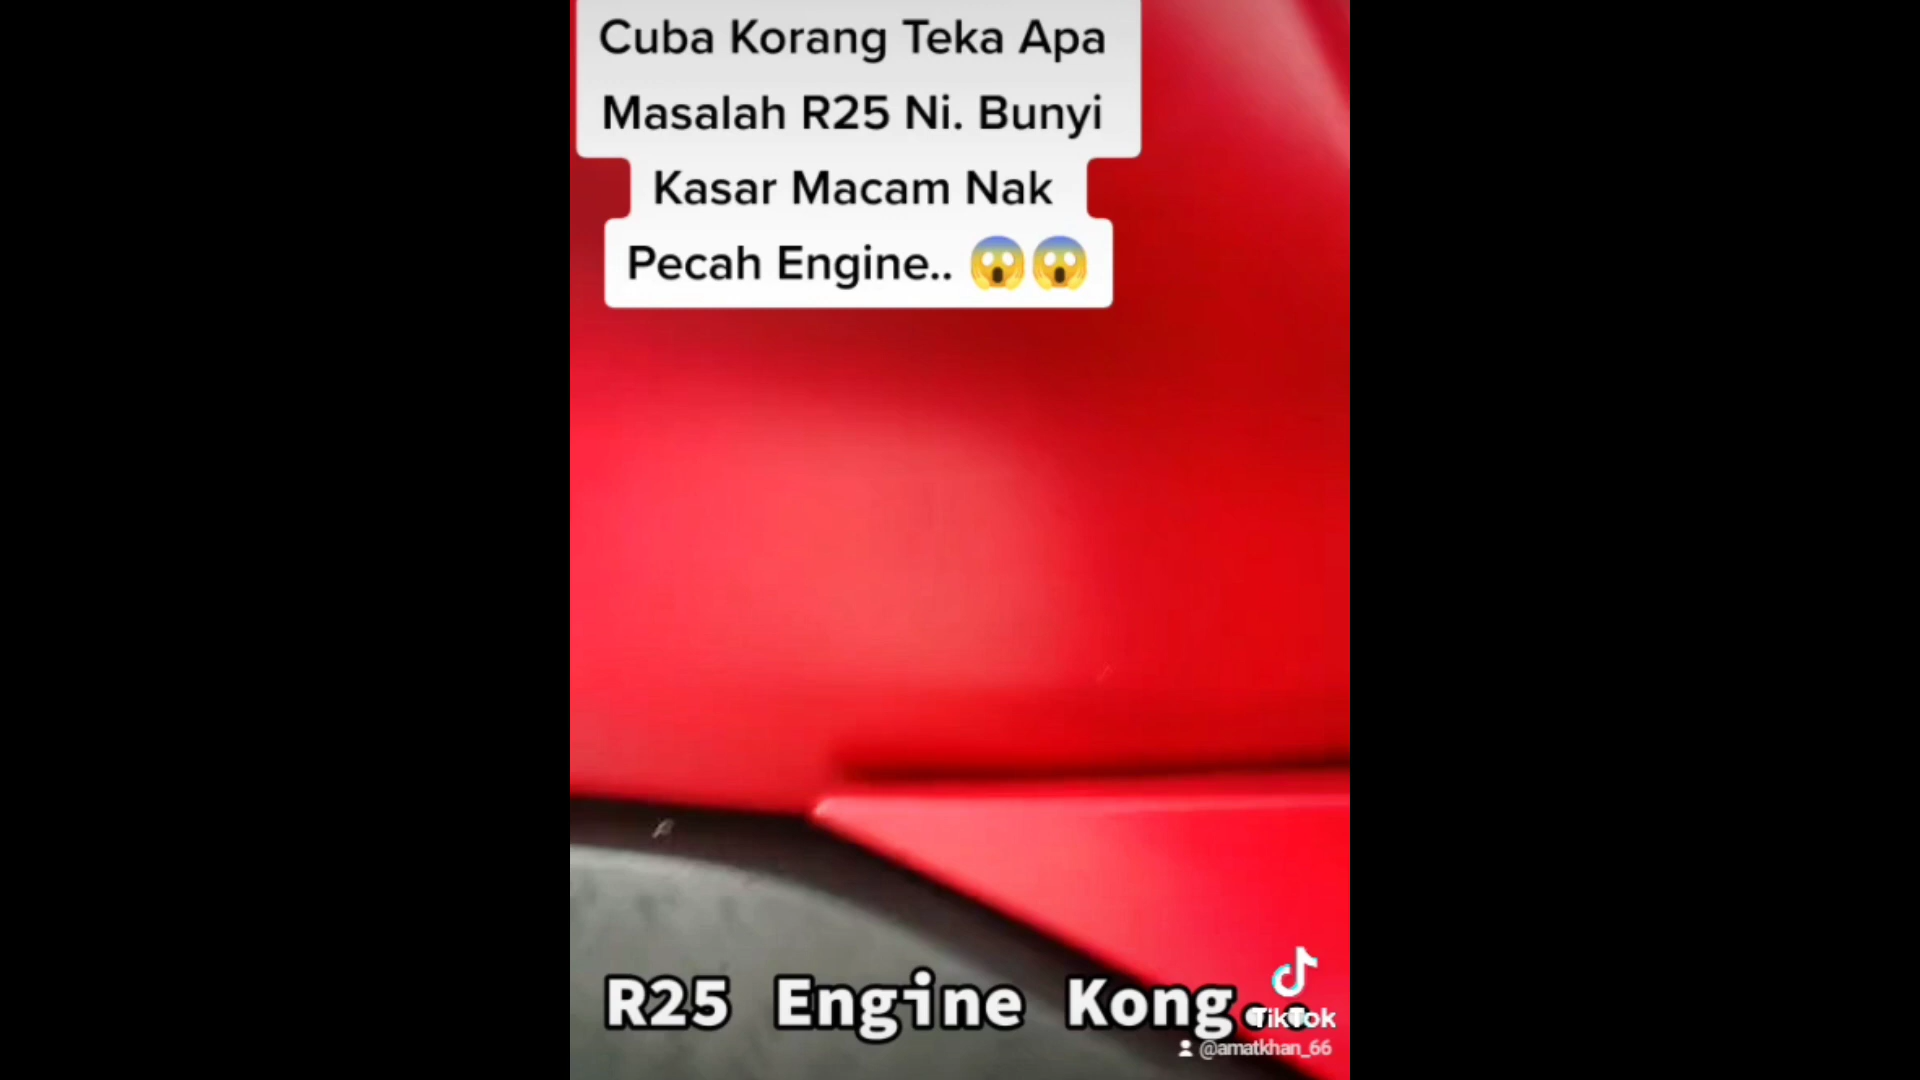 Cuba Korang Teka Apa
Masalah R25 Ni. Bunyi
Kasar Macam Nak
Pecah Engine.. 😱😱
R25 Engine Kong..
TikTok
@amatkhan_66